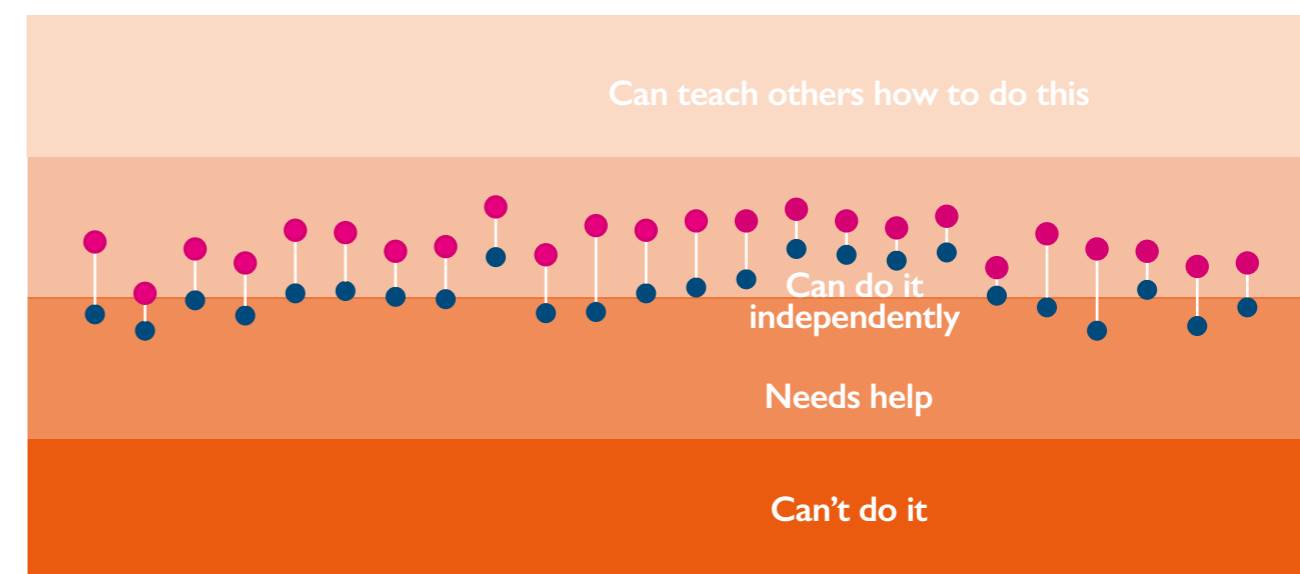 Can teach others how to do this
Can do it
independently
Needs help
Can’t do it